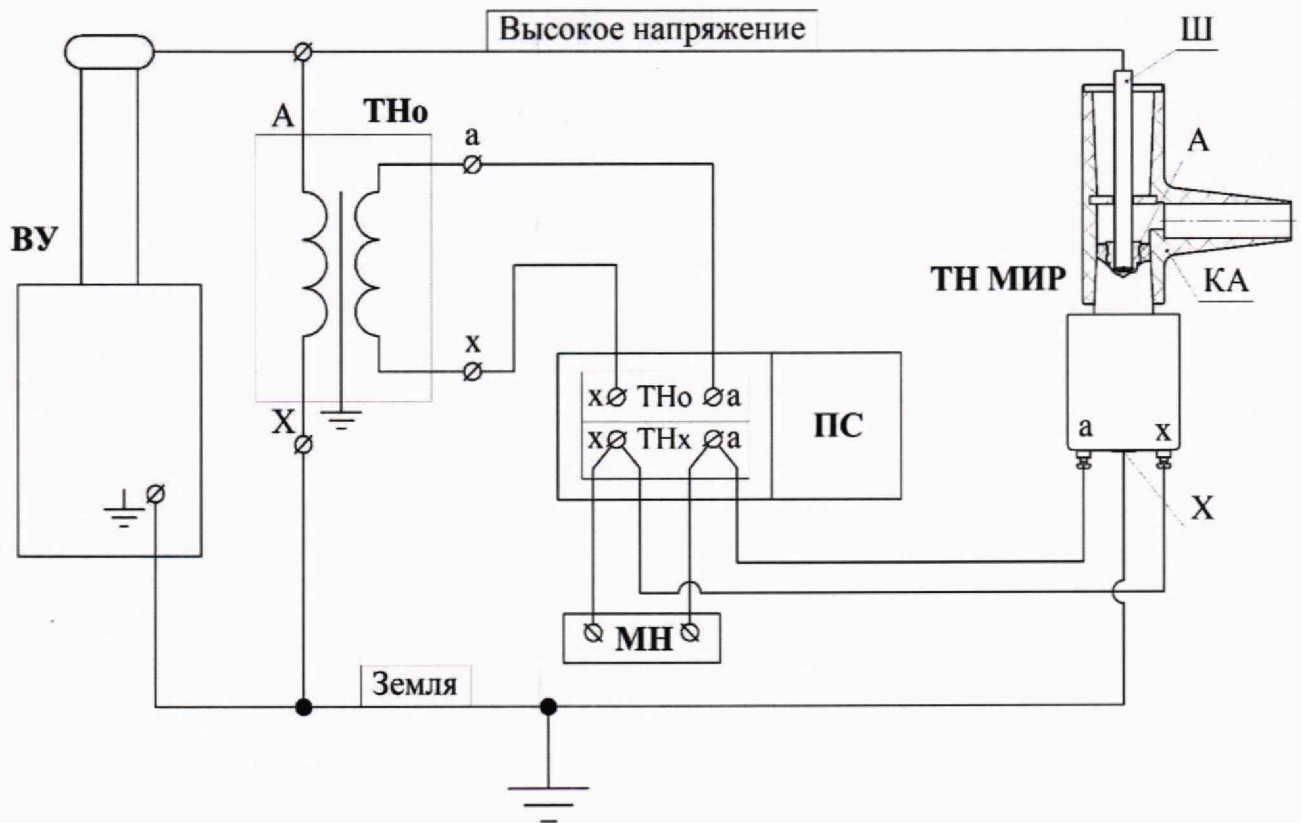 Высокое напряжение
Ш
ТНо
А
а
А
ВУ
ТН МИР
КА
х
х ТНо а
ПС
Х
х ТНх а
а х
Х
МН
Земля